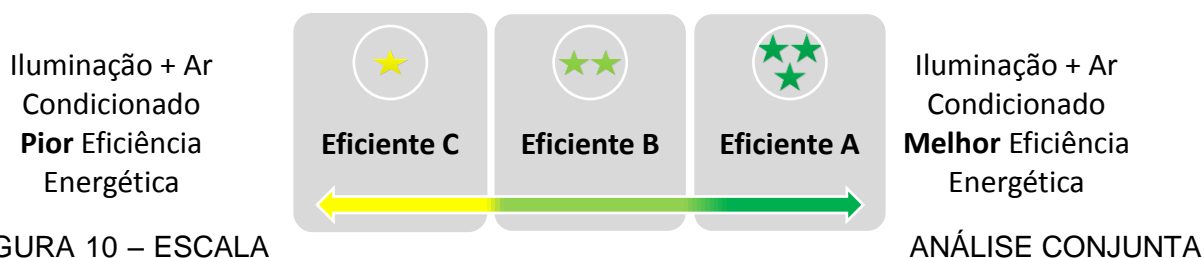 Iluminação + Ar
Condicionado
Pior Eficiência
Energética
Eficiente C
Eficiente B
Eficiente A
Iluminação + Ar
Condicionado
Melhor Eficiência
Energética
GURA 10 – ESCALA
ANÁLISE CONJUNTA